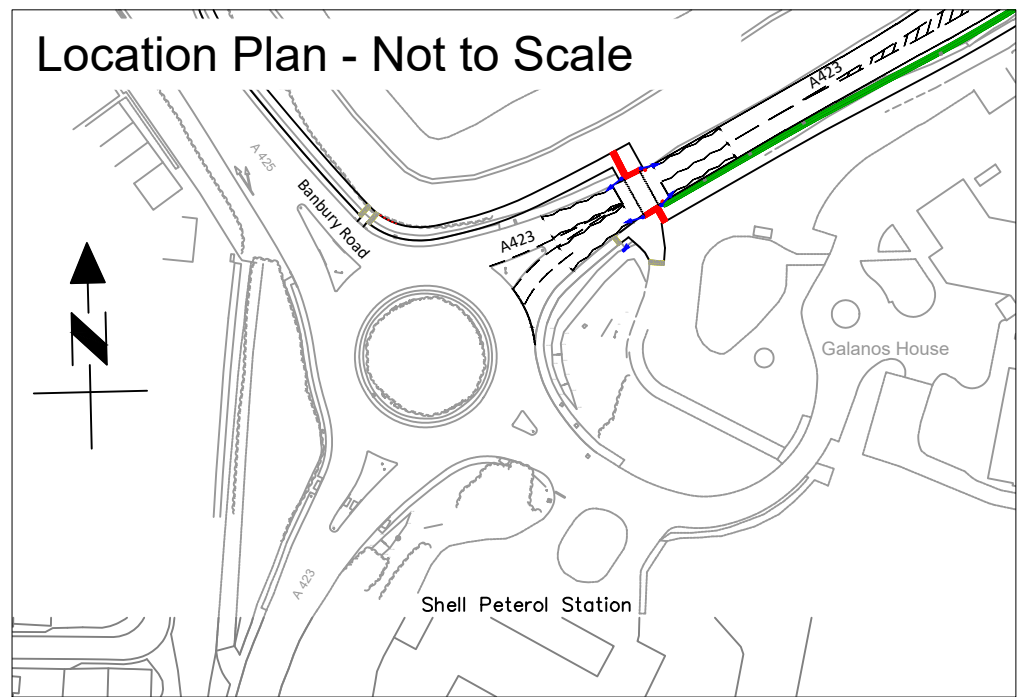 Location Plan - Not to Scale
A423
A 425
Banbury Road
A423
N
Galanos House
A 423
Shell Peterol Station